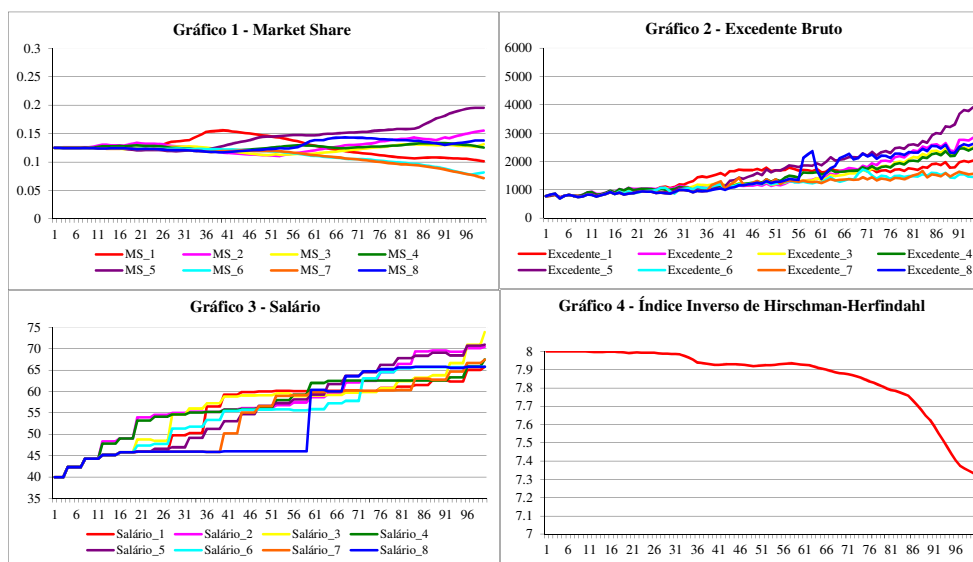 Gráfico 1 - Market Share
0.3
0.25
0.2
0.15
0.1
0.05
0
1 6 11 16 21 26 31 36 41 46 51 56 61 66 71 76 81 86 91 96
MS_1 MS_2 MS_3 MS_4
MS_5 MS_6 MS_7 MS_8
Gráfico 2 - Excedente Bruto
6000
5000
4000
3000
2000
1000
0
1 6 11 16 21 26 31 36 41 46 51 56 61 66 71 76 81 86 91
Excedente_1 Excedente_2 Excedente_3 Excedente_4
Excedente_5 Excedente_6 Excedente_7 Excedente_8
Gráfico 3 - Salário
75
70
65
60
55
50
45
40
35
1 6 11 16 21 26 31 36 41 46 51 56 61 66 71 76 81 86 91 96
Salário_1 Salário_2 Salário_3 Salário_4
Salário_5 Salário_6 Salário_7 Salário_8
Gráfico 4 - Índice Inverso de Hirschman-Herfindahl
8
7.9
7.8
7.7
7.6
7.5
7.4
7.3
7.2
7.1
7
1 6 11 16 21 26 31 36 41 46 51 56 61 66 71 76 81 86 91 96